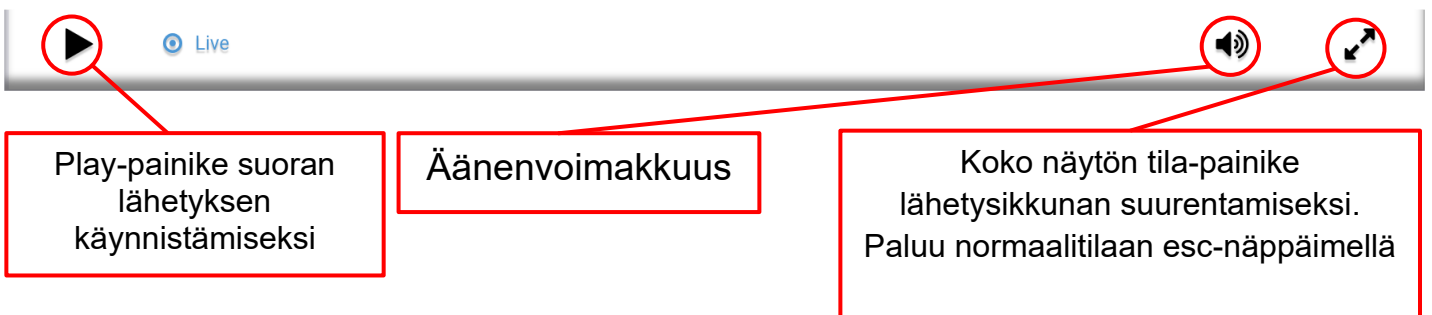 Live
Play-painike suoran
lähetyksen
käynnistämiseksi
Äänenvoimakkuus
Koko näytön tila-painike
lähetysikkunan suurentamiseksi.
Paluu normaalitilaan esc-näppäimellä